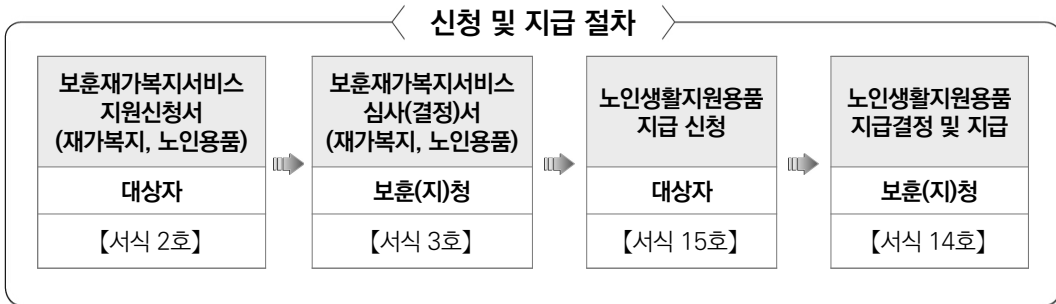 신청 및 지급 절차
보훈재가복지서비스
지원신청서
(재가복지, 노인용품)
대상자
【서식 2호】
보훈재가복지서비스
심사(결정)서
(재가복지, 노인용품)
보훈(지)청
【서식 3호】
노인생활지원용품
지급 신청
대상자
【서식 15호】
노인생활지원용품
지급결정 및 지급
보훈(지)청
【서식 14호】